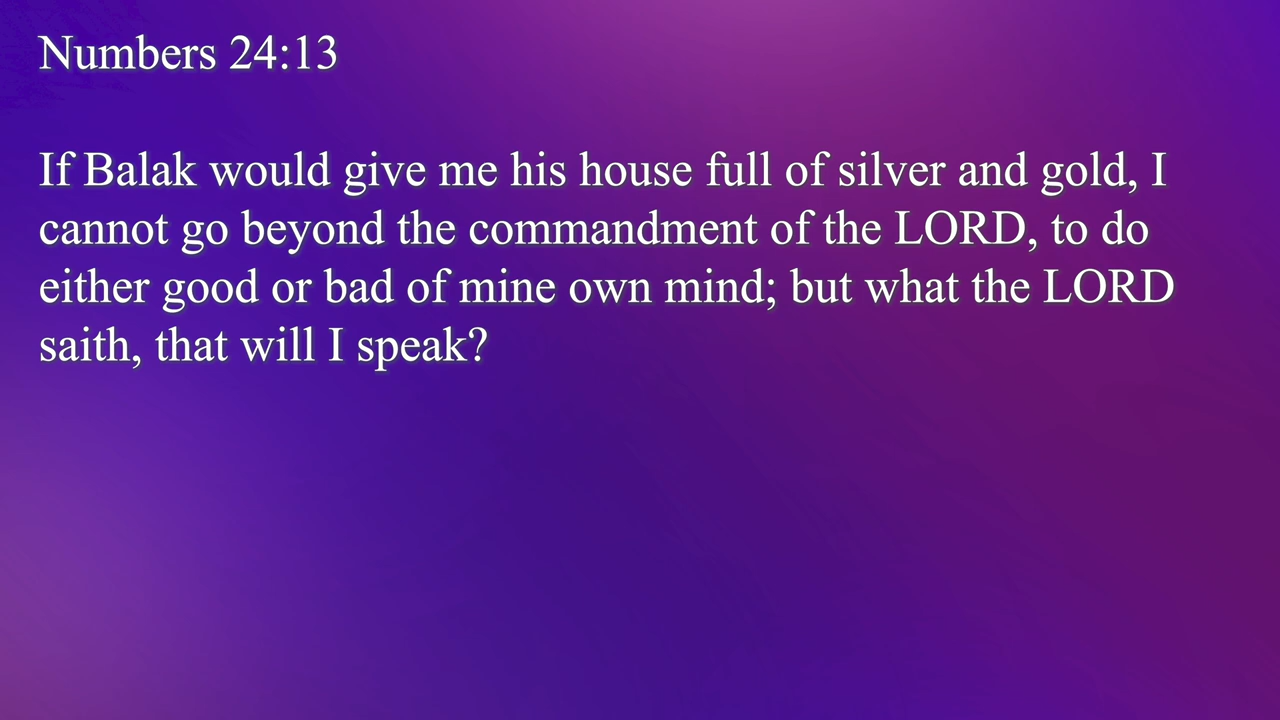 Numbers 24:13
If Balak would give me his house full of silver and gold, I
cannot go beyond the commandment of the LORD, to do
either good or bad of mine own mind; but what the LORD
saith, that will I speak?